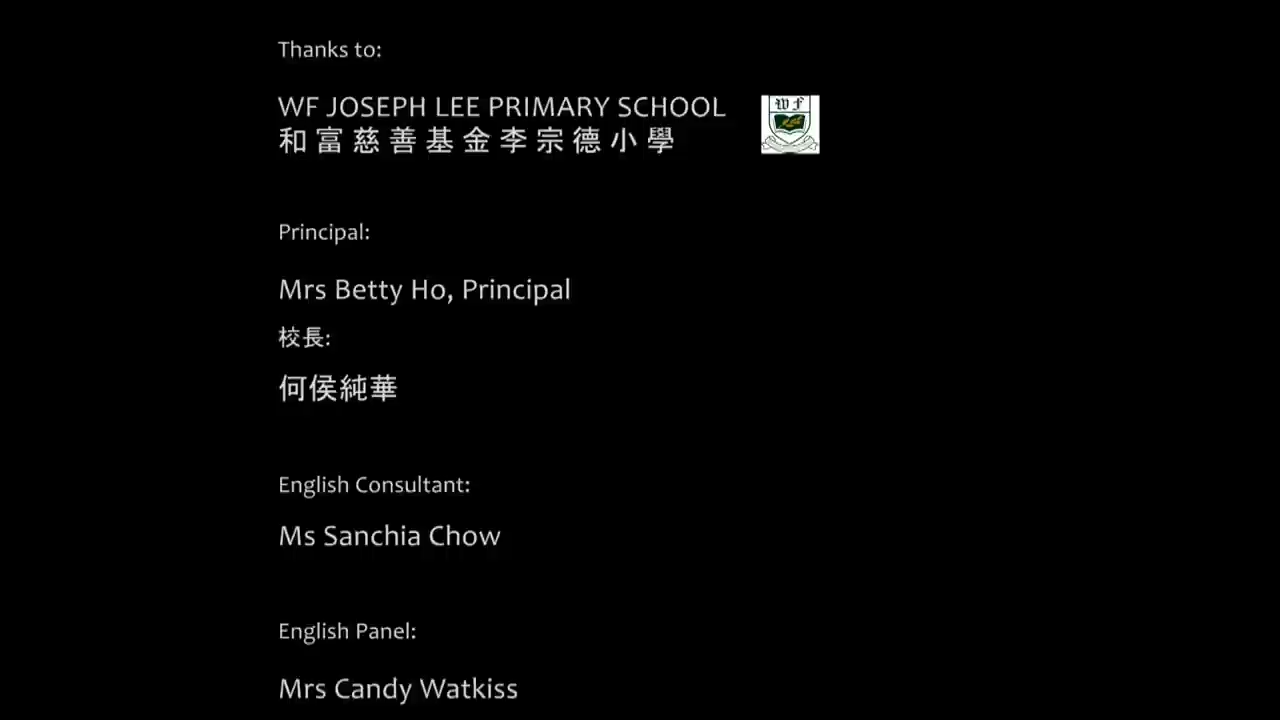 Thanks to:
WF JOSEPH LEE PRIMARY SCHOOL
和富慈善基金李宗德小學
W F
Principal:
Mrs Betty Ho, Principal
校長:
何侯純華
English Consultant:
Ms Sanchia Chow
English Panel:
Mrs Candy Watkiss